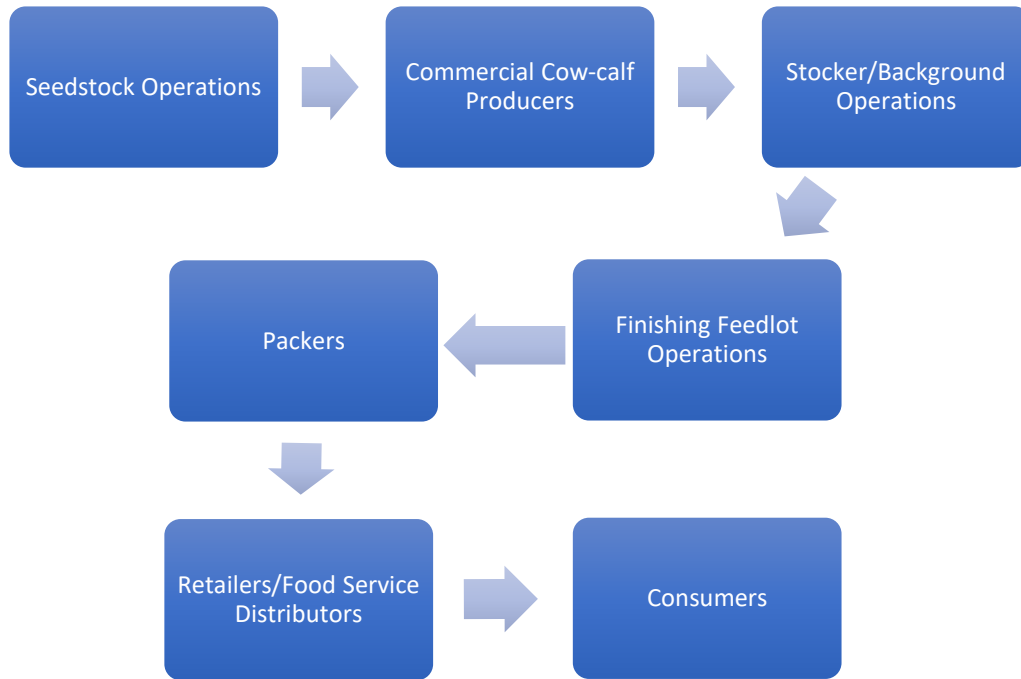 Seedstock Operations
Commercial Cow-calf
Producers
Stocker/Background
Operations
Finishing Feedlot
Operations
Packers
Retailers/Food Service
Distributors
Consumers